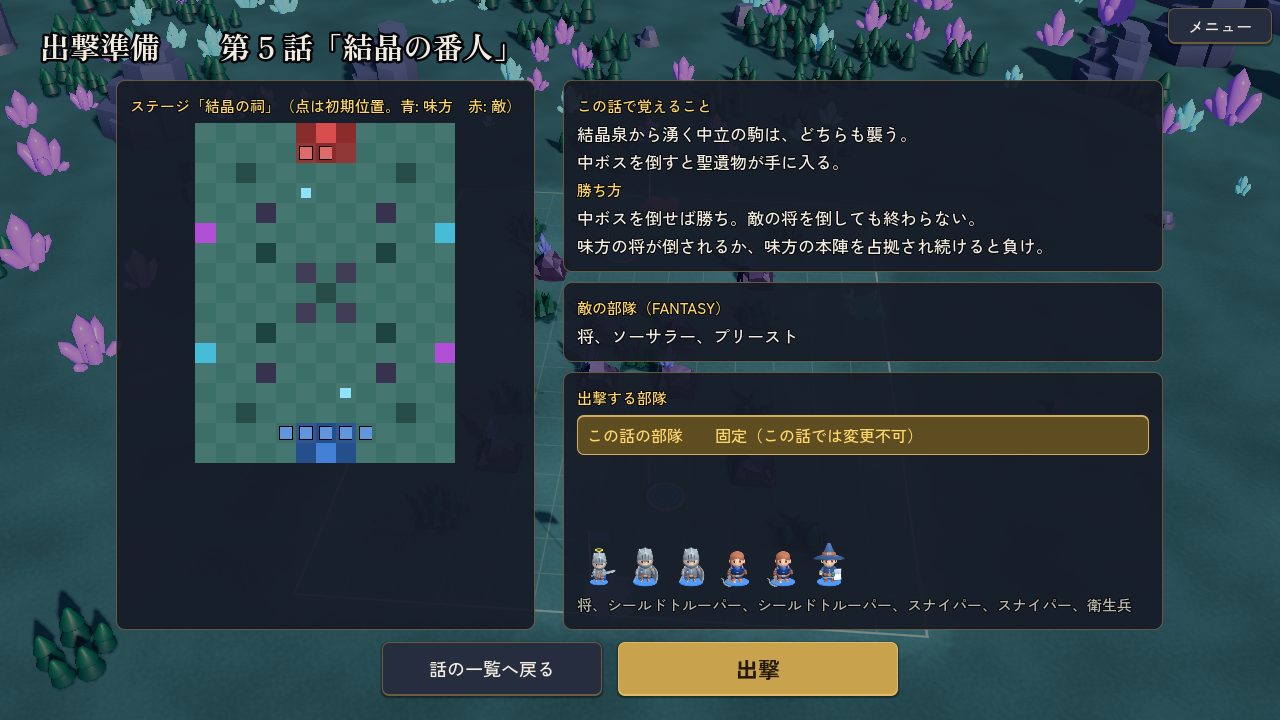 メニュー
出撃準備　　第５話「結晶の番人」
ステージ「結晶の祠」（点は初期位置。青: 味方　赤: 敵）
この話で覚えること
結晶泉から湧く中立の駒は、どちらも襲う。
中ボスを倒すと聖遺物が手に入る。
勝ち方
中ボスを倒せば勝ち。敵の将を倒しても終わらない。
味方の将が倒されるか、味方の本陣を占拠され続けると負け。
敵の部隊（FANTASY）
将、ソーサラー、プリースト
出撃する部隊
この話の部隊　　固定（この話では変更不可）
将、シールドトルーパー、シールドトルーパー、スナイパー、スナイパー、衛生兵
話の一覧へ戻る
出撃